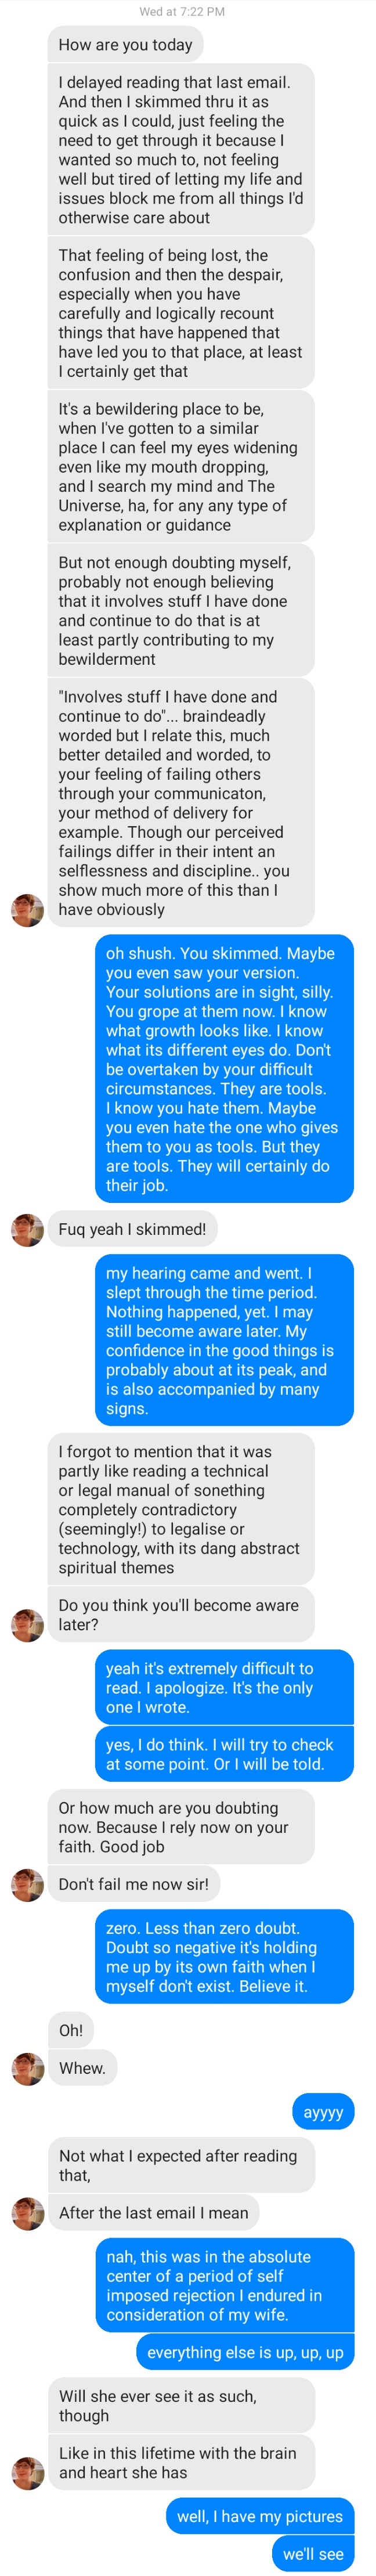 Wed at 7:22 PM
How are you today
I delayed reading that last email.
And then I skimmed thru it as
quick as I could, just feeling the
need to get through it because I
wanted so much to, not feeling
well but tired of letting my life and
issues block me from all things I'd
otherwise care about
That feeling of being lost, the
confusion and then the despair,
especially when you have
carefully and logically recount
things that have happened that
have led you to that place, at least
I certainly get that
It's a bewildering place to be,
when I've gotten to a similar
place I can feel my eyes widening
even like my mouth dropping,
and I search my mind and The
Universe, ha, for any any type of
explanation or guidance
But not enough doubting myself,
probably not enough believing
that it involves stuff I have done
and continue to do that is at
least partly contributing to my
bewilderment
"Involves stuff I have done and
continue to do"... braindeadly
worded but I relate this, much
better detailed and worded, to
your feeling of failing others
through your communicaton,
your method of delivery for
example. Though our perceived
failings differ in their intent an
selflessness and discipline.. you
show much more of this than I
have obviously
oh shush. You skimmed. Maybe
you even saw your version.
Your solutions are in sight, silly.
You grope at them now. I know
what growth looks like. I know
what its different eyes do. Don't
be overtaken by your difficult
circumstances. They are tools.
I know you hate them. Maybe
you even hate the one who gives
them to you as tools. But they
are tools. They will certainly do
their job.
Fuq yeah I skimmed!
my hearing came and went. I
slept through the time period.
Nothing happened, yet. I may
still become aware later. My
confidence in the good things is
probably about at its peak, and
is also accompanied by many
signs.
I forgot to mention that it was
partly like reading a technical
or legal manual of sonething
completely contradictory
(seemingly!) to legalise or
technology, with its dang abstract
spiritual themes
Do you think you'll become aware
later?
yeah it's extremely difficult to
read. I apologize. It's the only
one I wrote.
yes, I do think. I will try to check
at some point. Or I will be told.
Or how much are you doubting
now. Because I rely now on your
faith. Good job
Don't fail me now sir!
zero. Less than zero doubt.
Doubt so negative it's holding
me up by its own faith when I
myself don't exist. Believe it.
Oh!
Whew.
ayyyy
Not what I expected after reading
that,
After the last email I mean
nah, this was in the absolute
center of a period of self
imposed rejection I endured in
consideration of my wife.
everything else is up, up, up
Will she ever see it as such,
though
Like in this lifetime with the brain
and heart she has
well, I have my pictures
we'll see